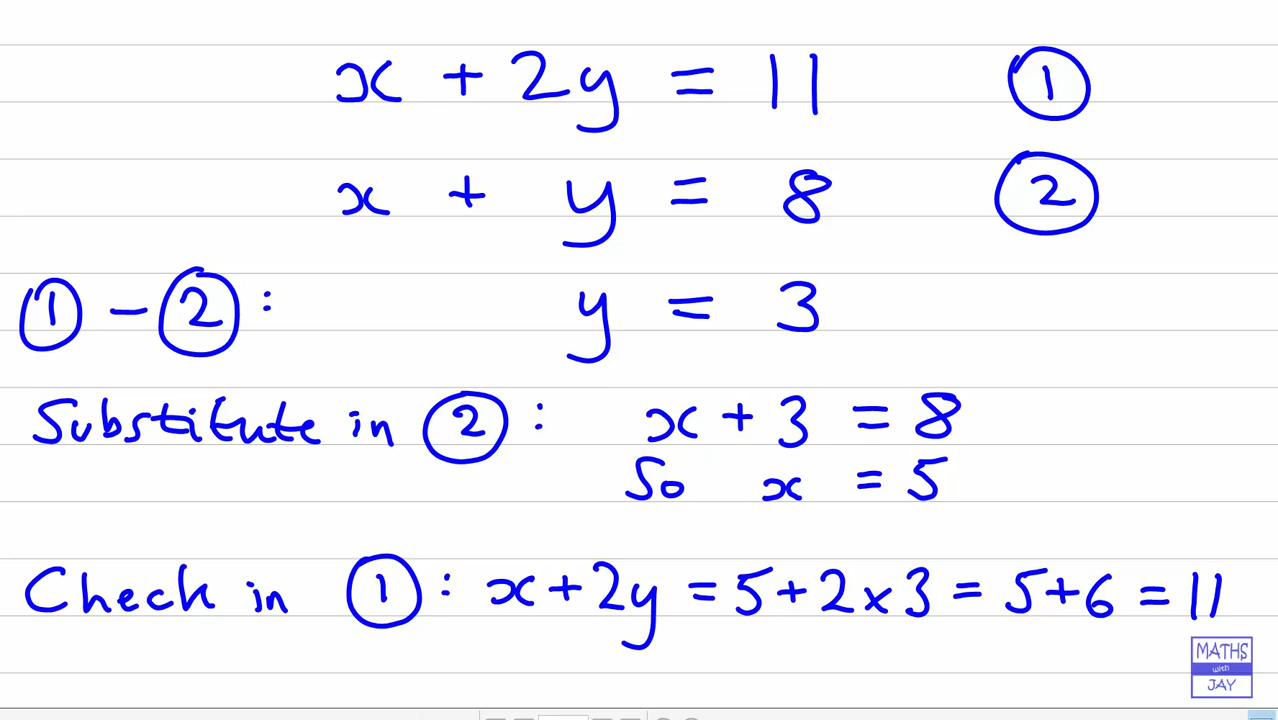 x + 2y = 11 ①
x + y = 8 ②
① - ②: y = 3
Substitute in ②: x + 3 = 8
So x = 5
Check in ①: x + 2y = 5 + 2 × 3 = 5 + 6 = 11
MATHS
with
JAY